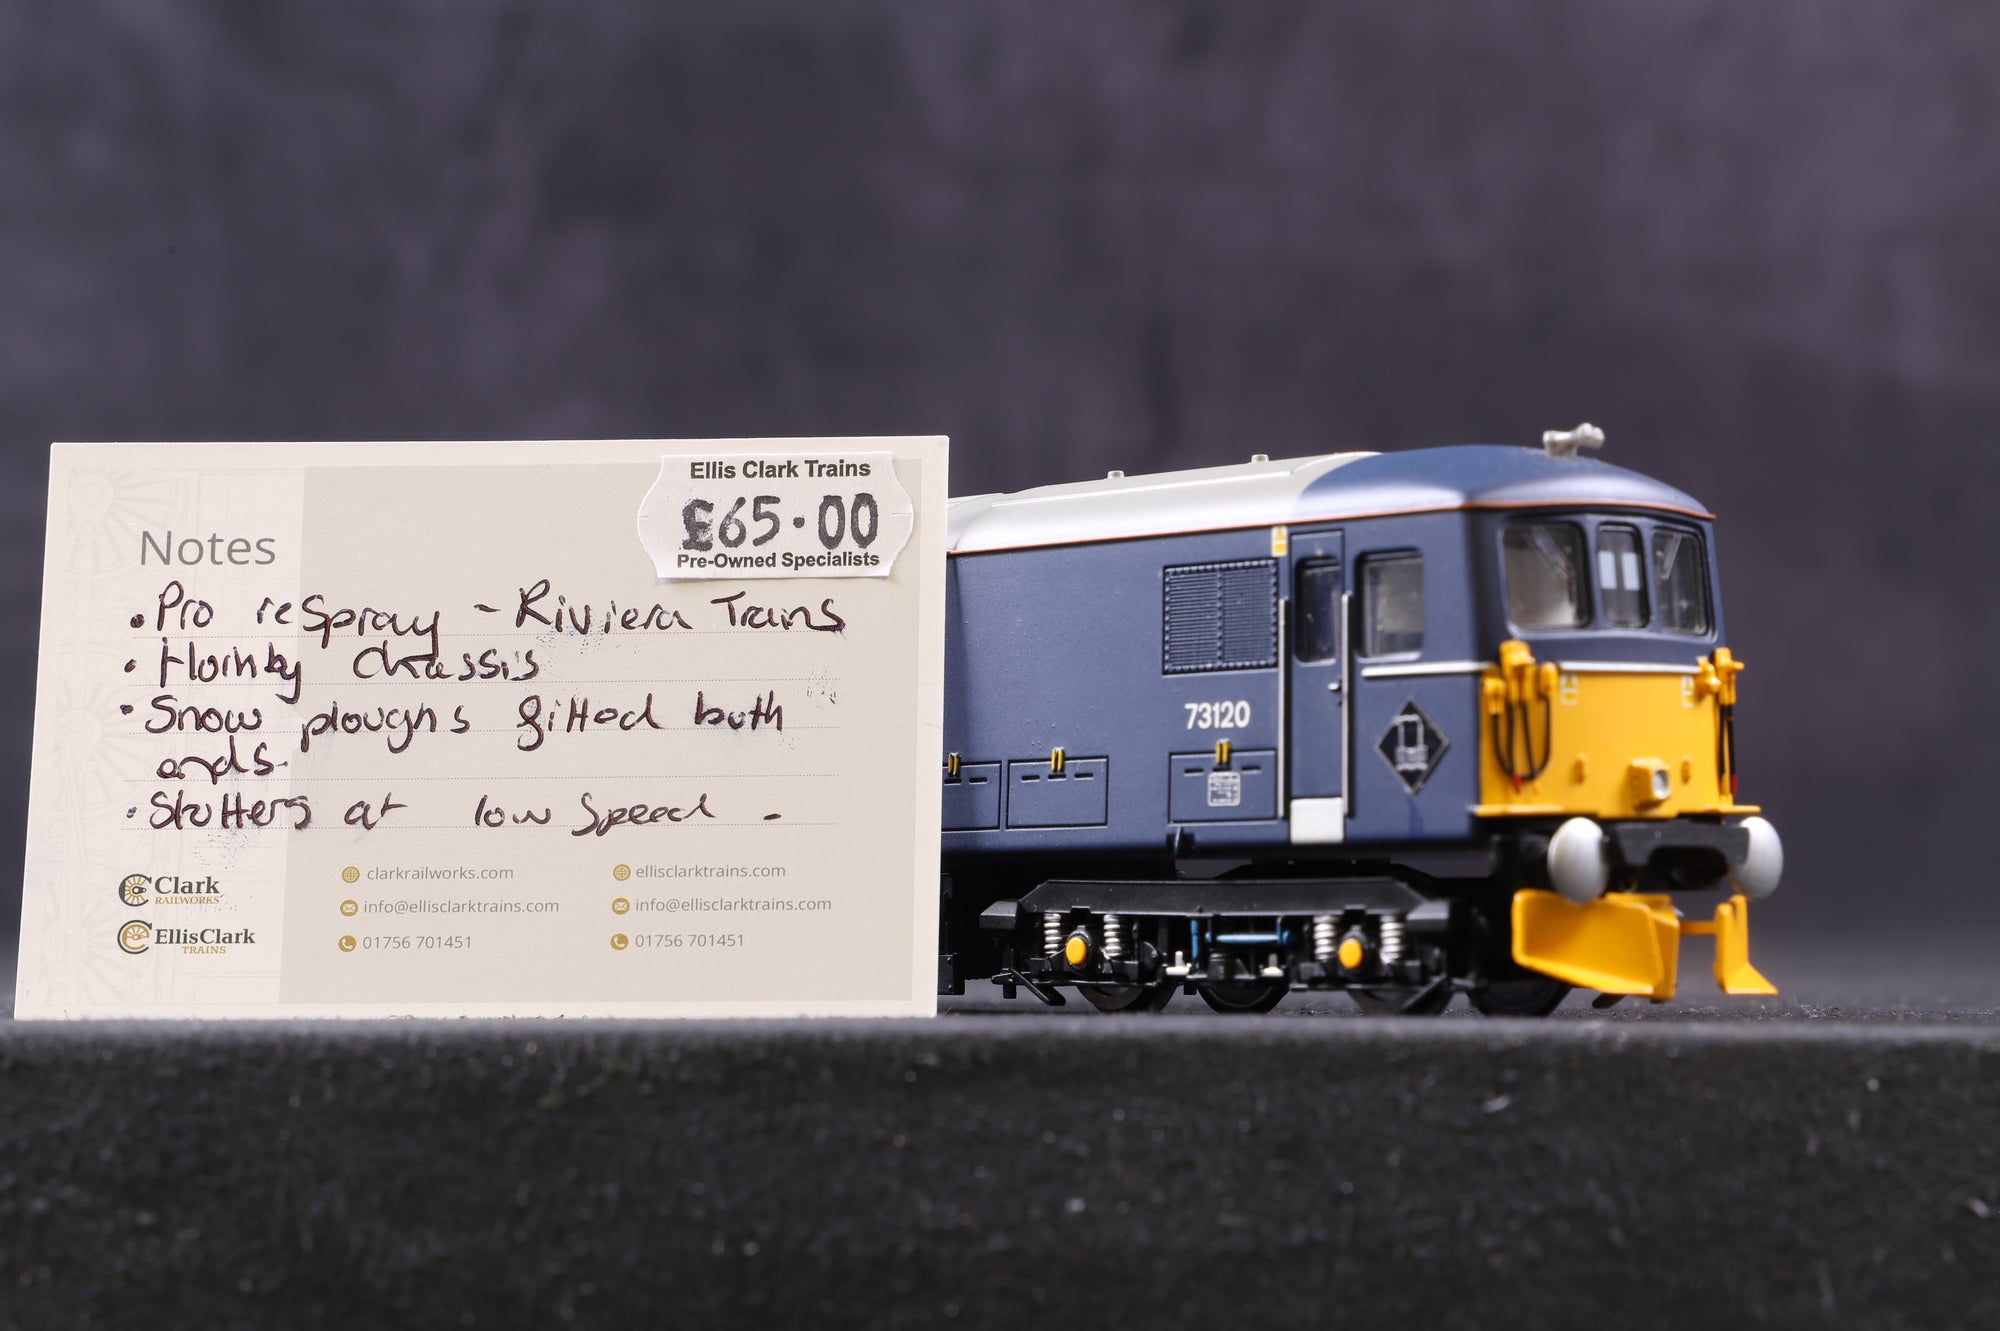 Ellis Clark Trains
£65.00
Pre-Owned Specialists
Notes
• Pro respray - Riviera Trains
• Hornby Chassis
• Snow ploughs fitted both
ends.
• Stutters at low speed -
Clark
RAILWORKS
EllisClark
TRAINS
clarkrailworks.com
info@ellisclarktrains.com
01756 701451
ellisclarktrains.com
info@ellisclarktrains.com
01756 701451
73120